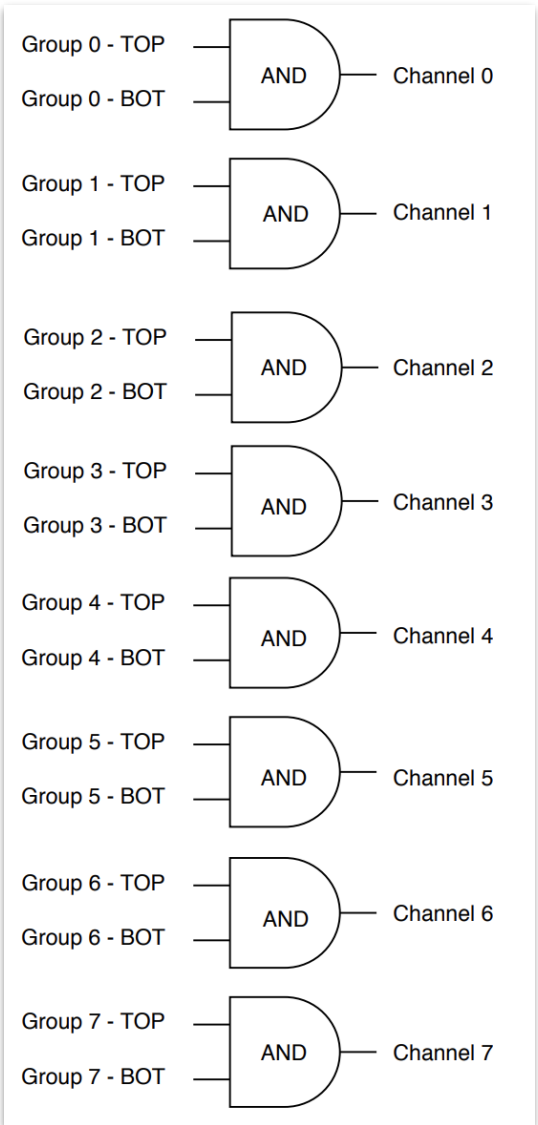 Group 0 - TOP
AND
Channel 0
Group 0 - BOT
Group 1 - TOP
AND
Channel 1
Group 1 - BOT
Group 2 - TOP
AND
Channel 2
Group 2 - BOT
Group 3 - TOP
AND
Channel 3
Group 3 - BOT
Group 4 - TOP
AND
Channel 4
Group 4 - BOT
Group 5 - TOP
AND
Channel 5
Group 5 - BOT
Group 6 - TOP
AND
Channel 6
Group 6 - BOT
Group 7 - TOP
AND
Channel 7
Group 7 - BOT